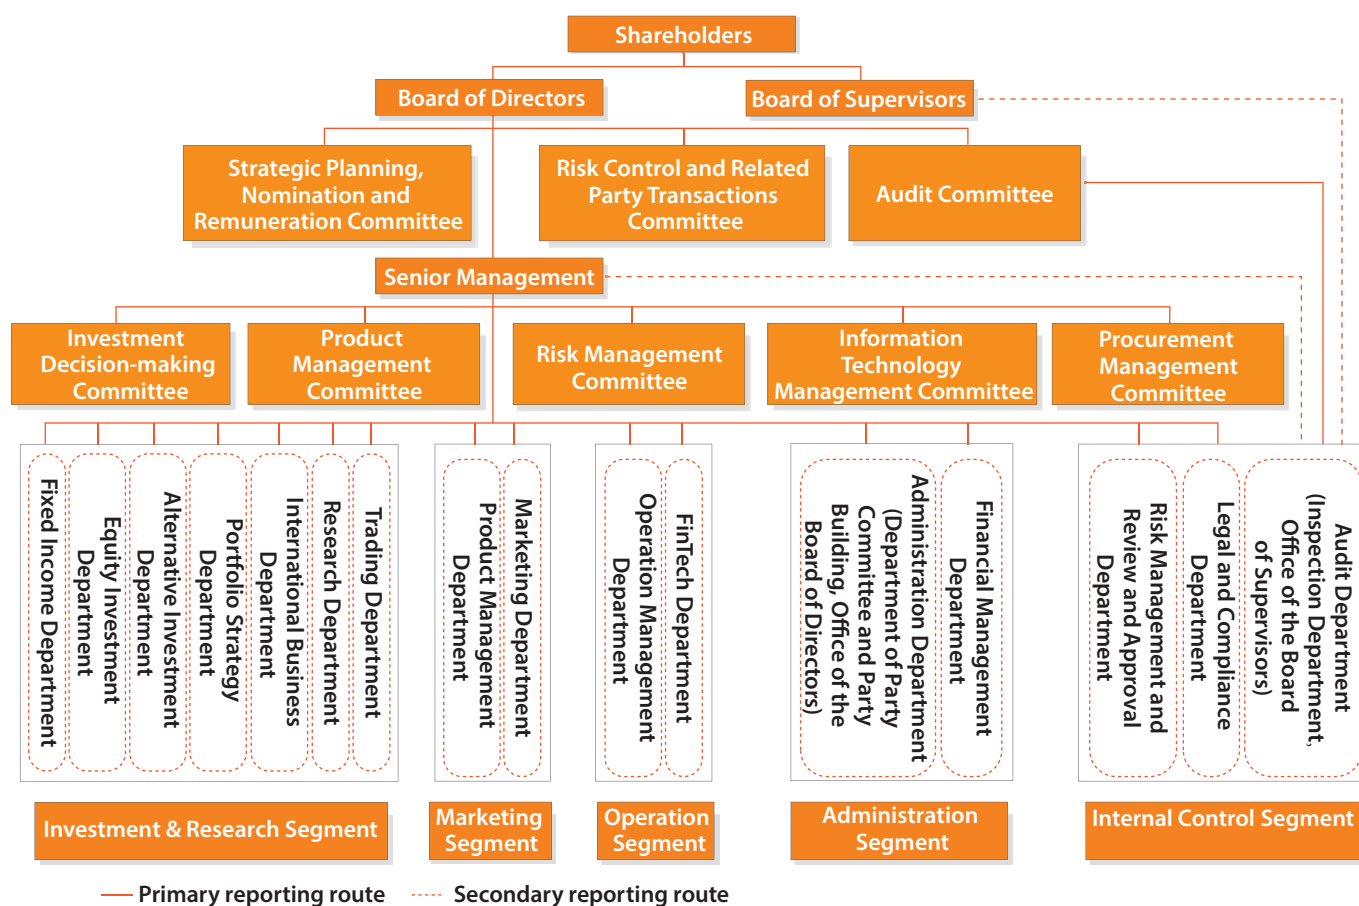 Shareholders
Board of Directors
Board of Supervisors
Strategic Planning,
Nomination and
Remuneration Committee
Risk Control and Related
Party Transactions
Committee
Audit Committee
Senior Management
Investment
Decision-making
Committee
Product
Management
Committee
Risk Management
Committee
Information
Technology
Management Committee
Procurement
Management
Committee
Fixed Income Department
Equity Investment
Department
Alternative Investment
Department
Portfolio Strategy
Department
International Business
Department
Research Department
Trading Department
Product Management
Department
Marketing Department
Operation Management
Department
FinTech Department
Administration Department
(Department of Party
Committee and Party
Building, Office of the
Board of Directors)
Financial Management
Department
Risk Management and
Review and Approval
Department
Legal and Compliance
Department
Audit Department
(Inspection Department,
Office of the Board
of Supervisors)
Investment & Research Segment
Marketing
Segment
Operation
Segment
Administration
Segment
Internal Control Segment
Primary reporting route
Secondary reporting route